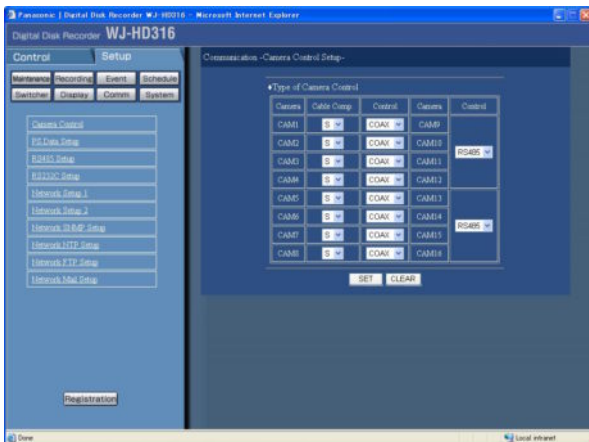 Panasonic | Digital Disk Recorder WJ-HD316 - Microsoft Internet Explorer
Digital Disk Recorder WJ-HD316
Control Setup
Maintenance Recording Event Schedule
Switcher Display Comm System
Camera Control
PS.Data Setup
RS485 Setup
RS232C Setup
Network Setup 1
Network Setup 2
Network SNMP Setup
Network NTP Setup
Network FTP Setup
Network Mail Setup
Registration
Communication -Camera Control Setup-
◆Type of Camera Control
Camera Cable Comp. Control Camera Control
CAM1 S COAX CAM9
CAM2 S COAX CAM10
RS485
CAM3 S COAX CAM11
CAM4 S COAX CAM12
CAM5 S COAX CAM13
CAM6 S COAX CAM14
RS485
CAM7 S COAX CAM15
CAM8 S COAX CAM16
SET CLEAR
Done Local intranet